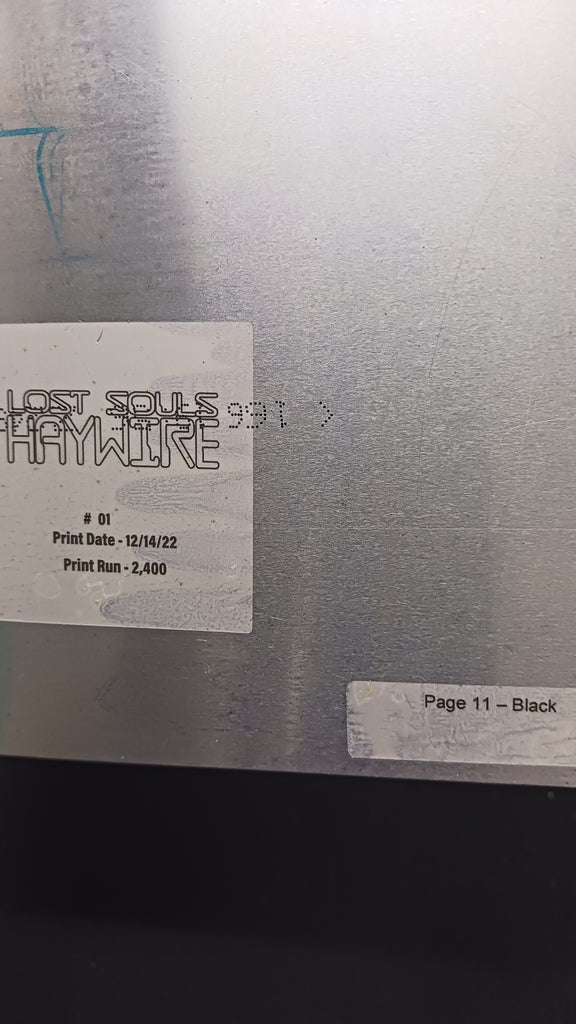 LOST SOULS
HAYWIRE
# 01
Print Date - 12/14/22
Print Run - 2,400
Page 11 – Black